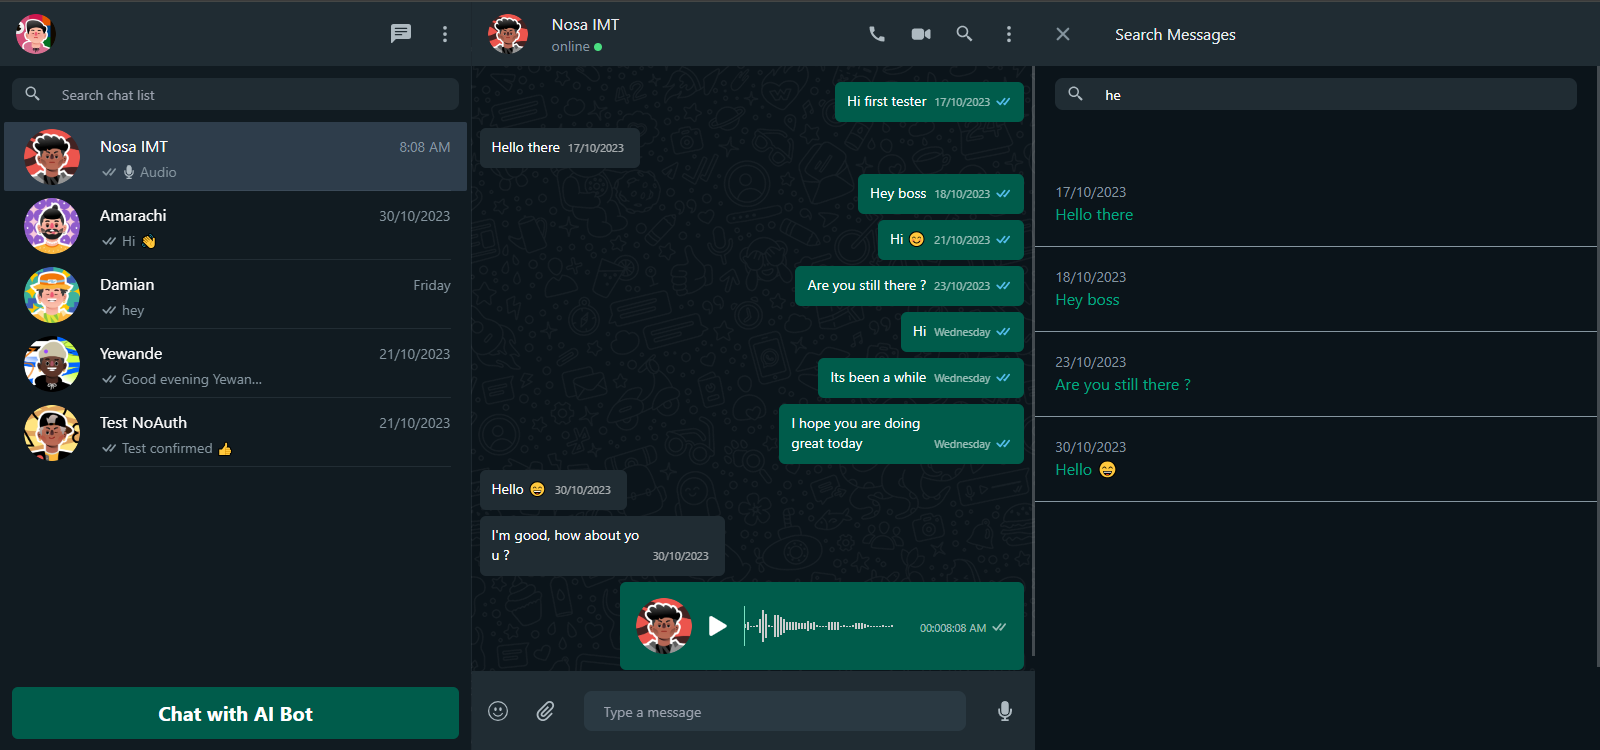 Search chat list
Nosa IMT 8:08 AM
Audio
Amarachi 30/10/2023
Hi 👋
Damian Friday
hey
Yewande 21/10/2023
Good evening Yewan...
Test NoAuth 21/10/2023
Test confirmed 👍
Chat with AI Bot
Nosa IMT
online
Hi first tester 17/10/2023
Hello there 17/10/2023
Hey boss 18/10/2023
Hi 😊 21/10/2023
Are you still there ? 23/10/2023
Hi Wednesday
Its been a while Wednesday
I hope you are doing
great today Wednesday
Hello 😄 30/10/2023
I'm good, how about yo
u ? 30/10/2023
00:008:08 AM
Type a message
Search Messages
he
17/10/2023
Hello there
18/10/2023
Hey boss
23/10/2023
Are you still there ?
30/10/2023
Hello 😄